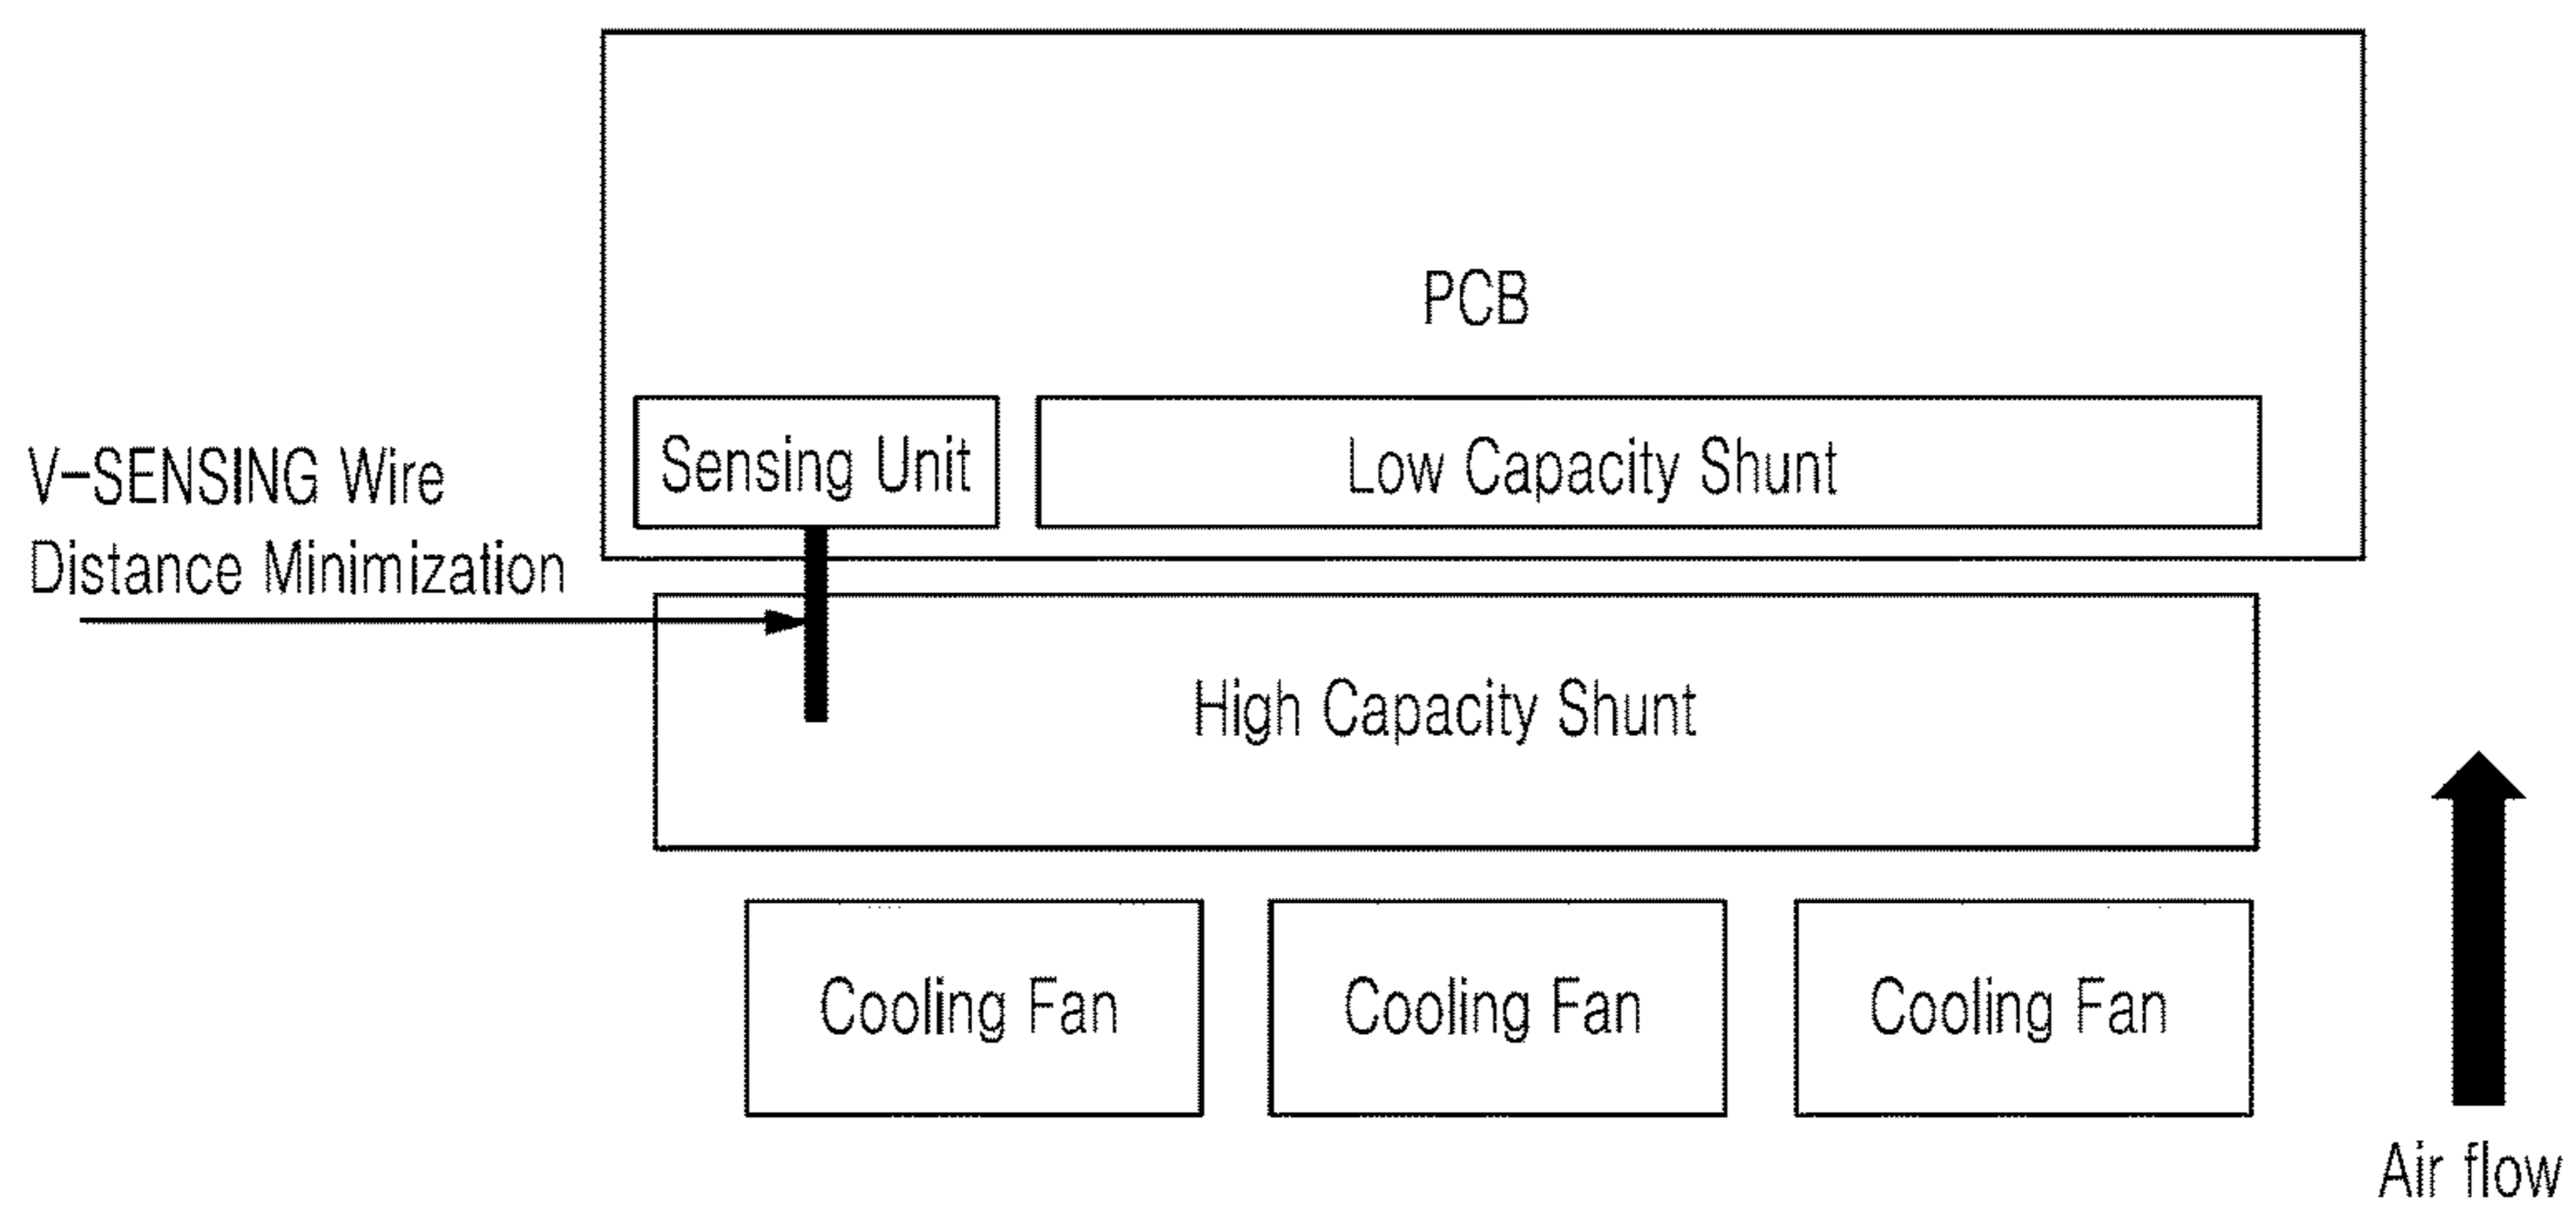 PCB
Sensing Unit
Low Capacity Shunt
V-SENSING Wire
Distance Minimization
High Capacity Shunt
Cooling Fan
Cooling Fan
Cooling Fan
Air flow